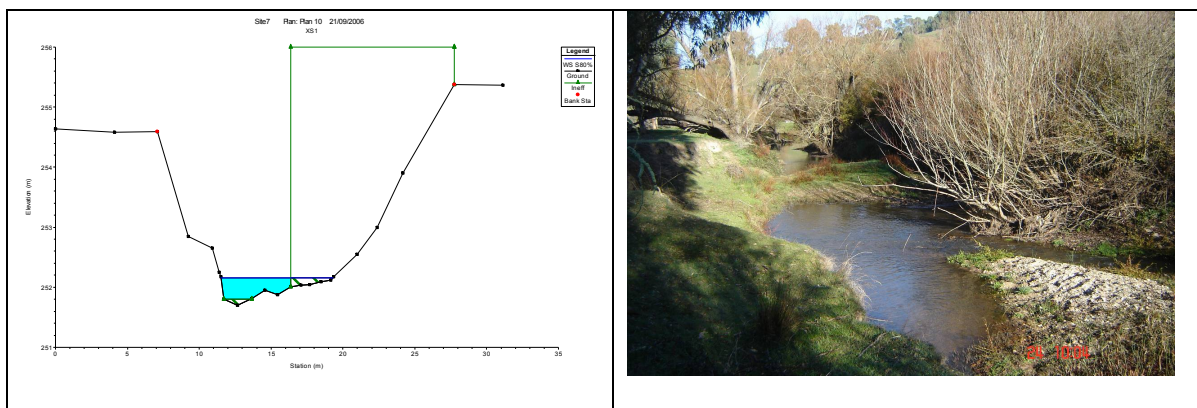 Site7 Plan: Plan 10 21/09/2006
XS1
Legend
WS S80%
Ground
Ineff
Bank Sta
256
255
254
253
252
251
Elevation (m)
0 5 10 15 20 25 30 35
Station (m)